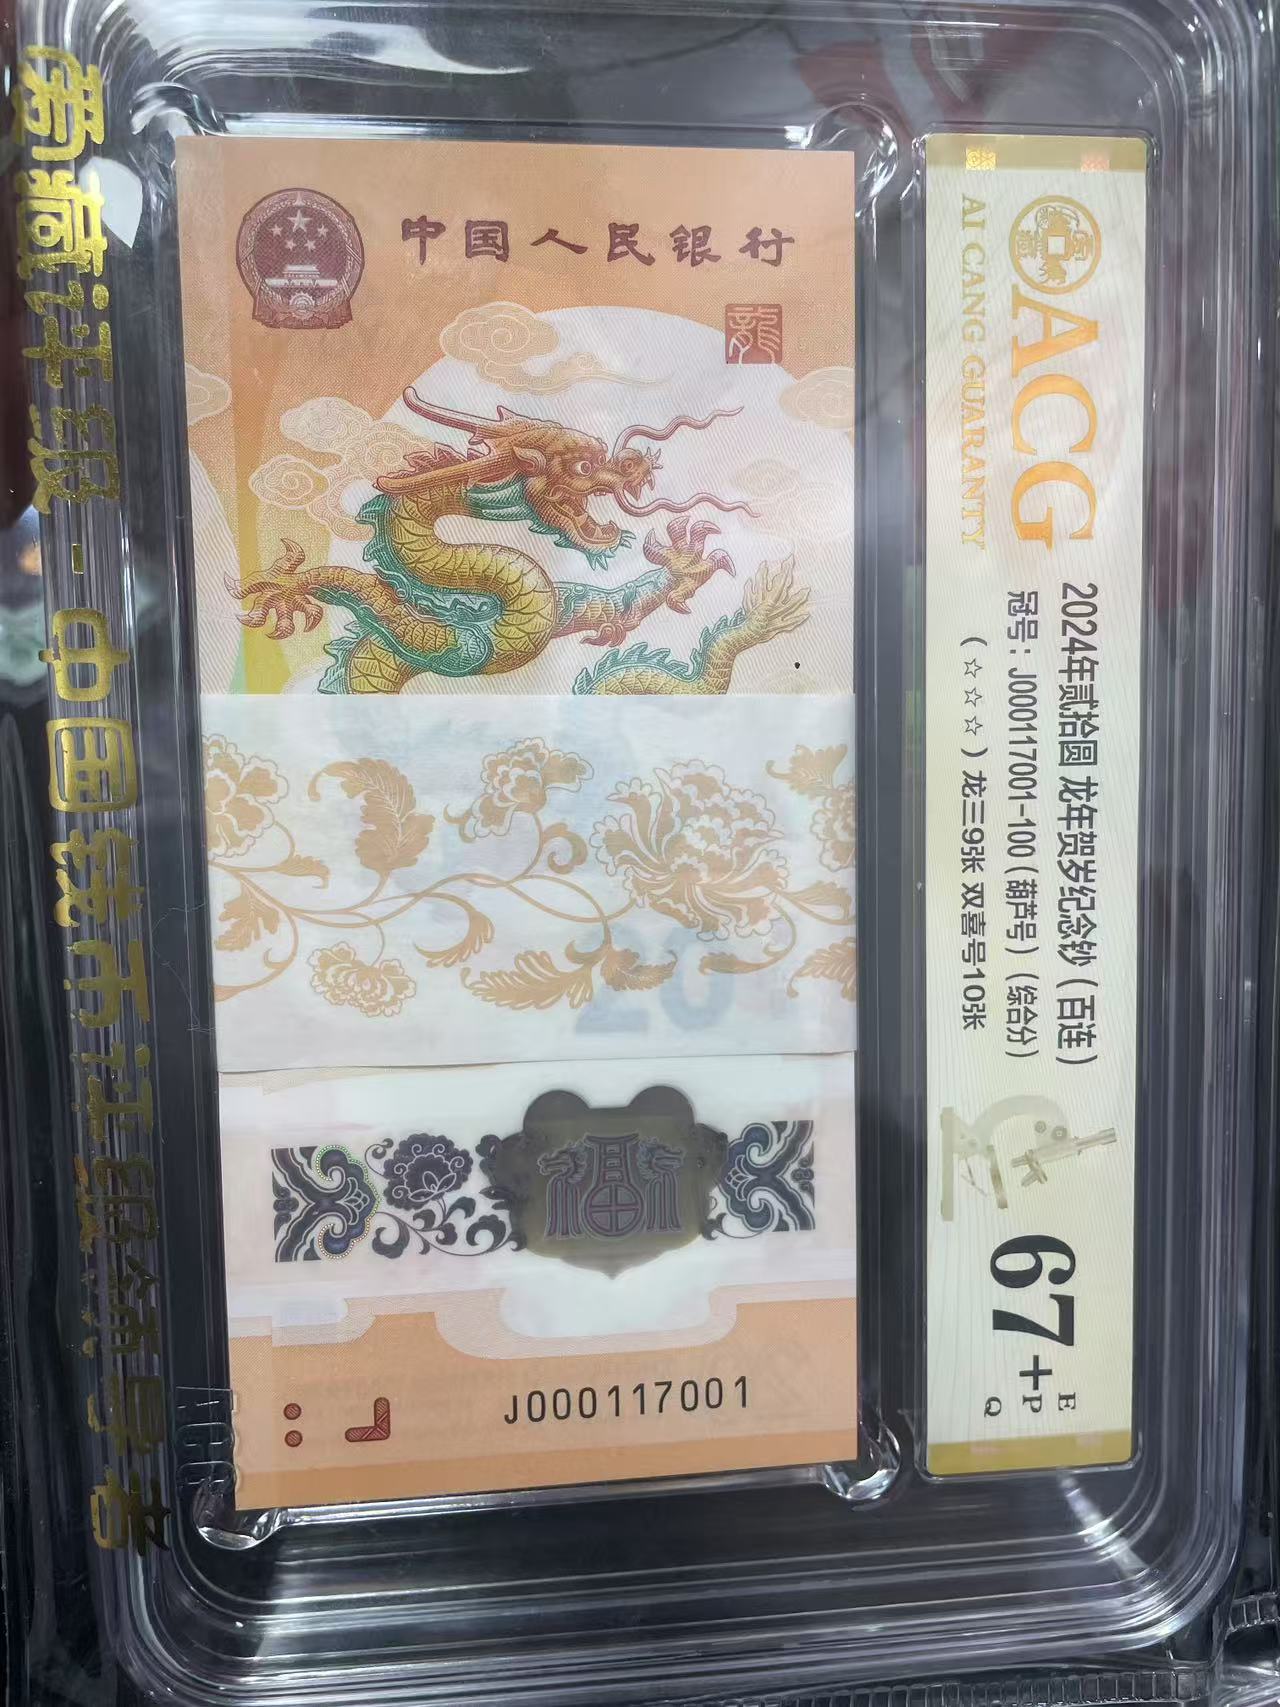 爱藏评级 - 中国钱币评级领导者
中国人民银行
龍
20
J000117001
ACG
ACG
AI CANG GUARANTY
2024年贰拾圆 龙年贺岁纪念钞（百连）
冠号：J000117001-100（葫芦号）（综合分）
（☆☆☆）龙三9张 双喜号10张
67+
E
P
Q